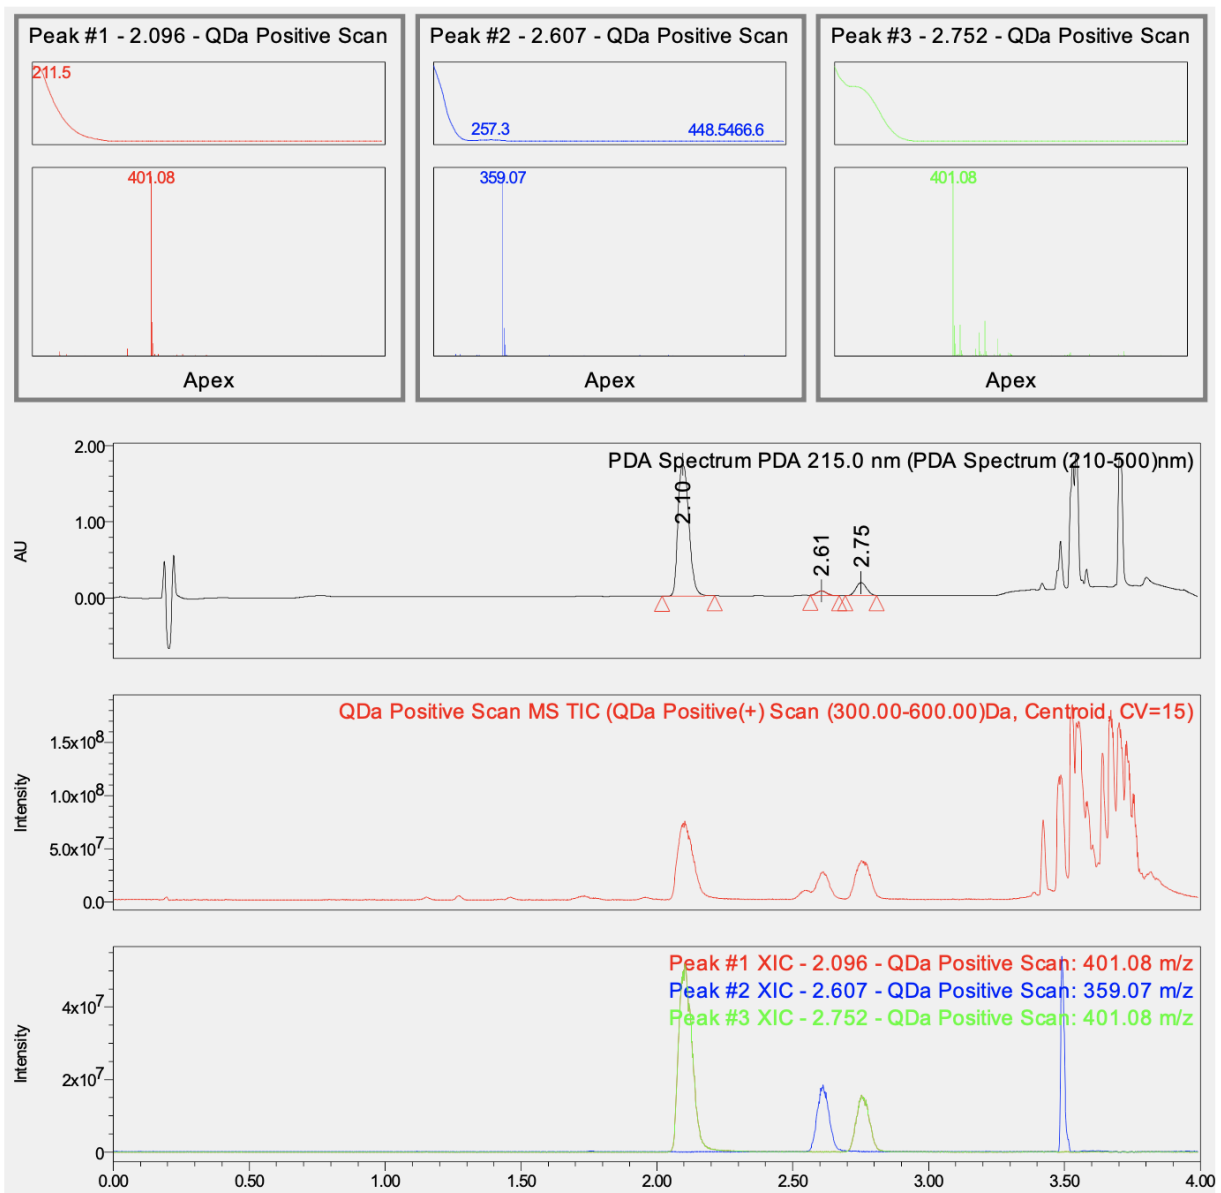 Peak #1 - 2.096 - QDa Positive Scan
211.5
401.08
Apex
Peak #2 - 2.607 - QDa Positive Scan
257.3
448.5466.6
359.07
Apex
Peak #3 - 2.752 - QDa Positive Scan
401.08
Apex
PDA Spectrum PDA 215.0 nm (PDA Spectrum (210-500)nm)
AU
2.00
1.00
0.00
2.10
2.61
2.75
QDa Positive Scan MS TIC (QDa Positive(+) Scan (300.00-600.00)Da, Centroid, CV=15)
Intensity
1.5x10⁸
1.0x10⁸
5.0x10⁷
0.0
Peak #1 XIC - 2.096 - QDa Positive Scan: 401.08 m/z
Peak #2 XIC - 2.607 - QDa Positive Scan: 359.07 m/z
Peak #3 XIC - 2.752 - QDa Positive Scan: 401.08 m/z
Intensity
4x10⁷
2x10⁷
0
0.00 0.50 1.00 1.50 2.00 2.50 3.00 3.50 4.00